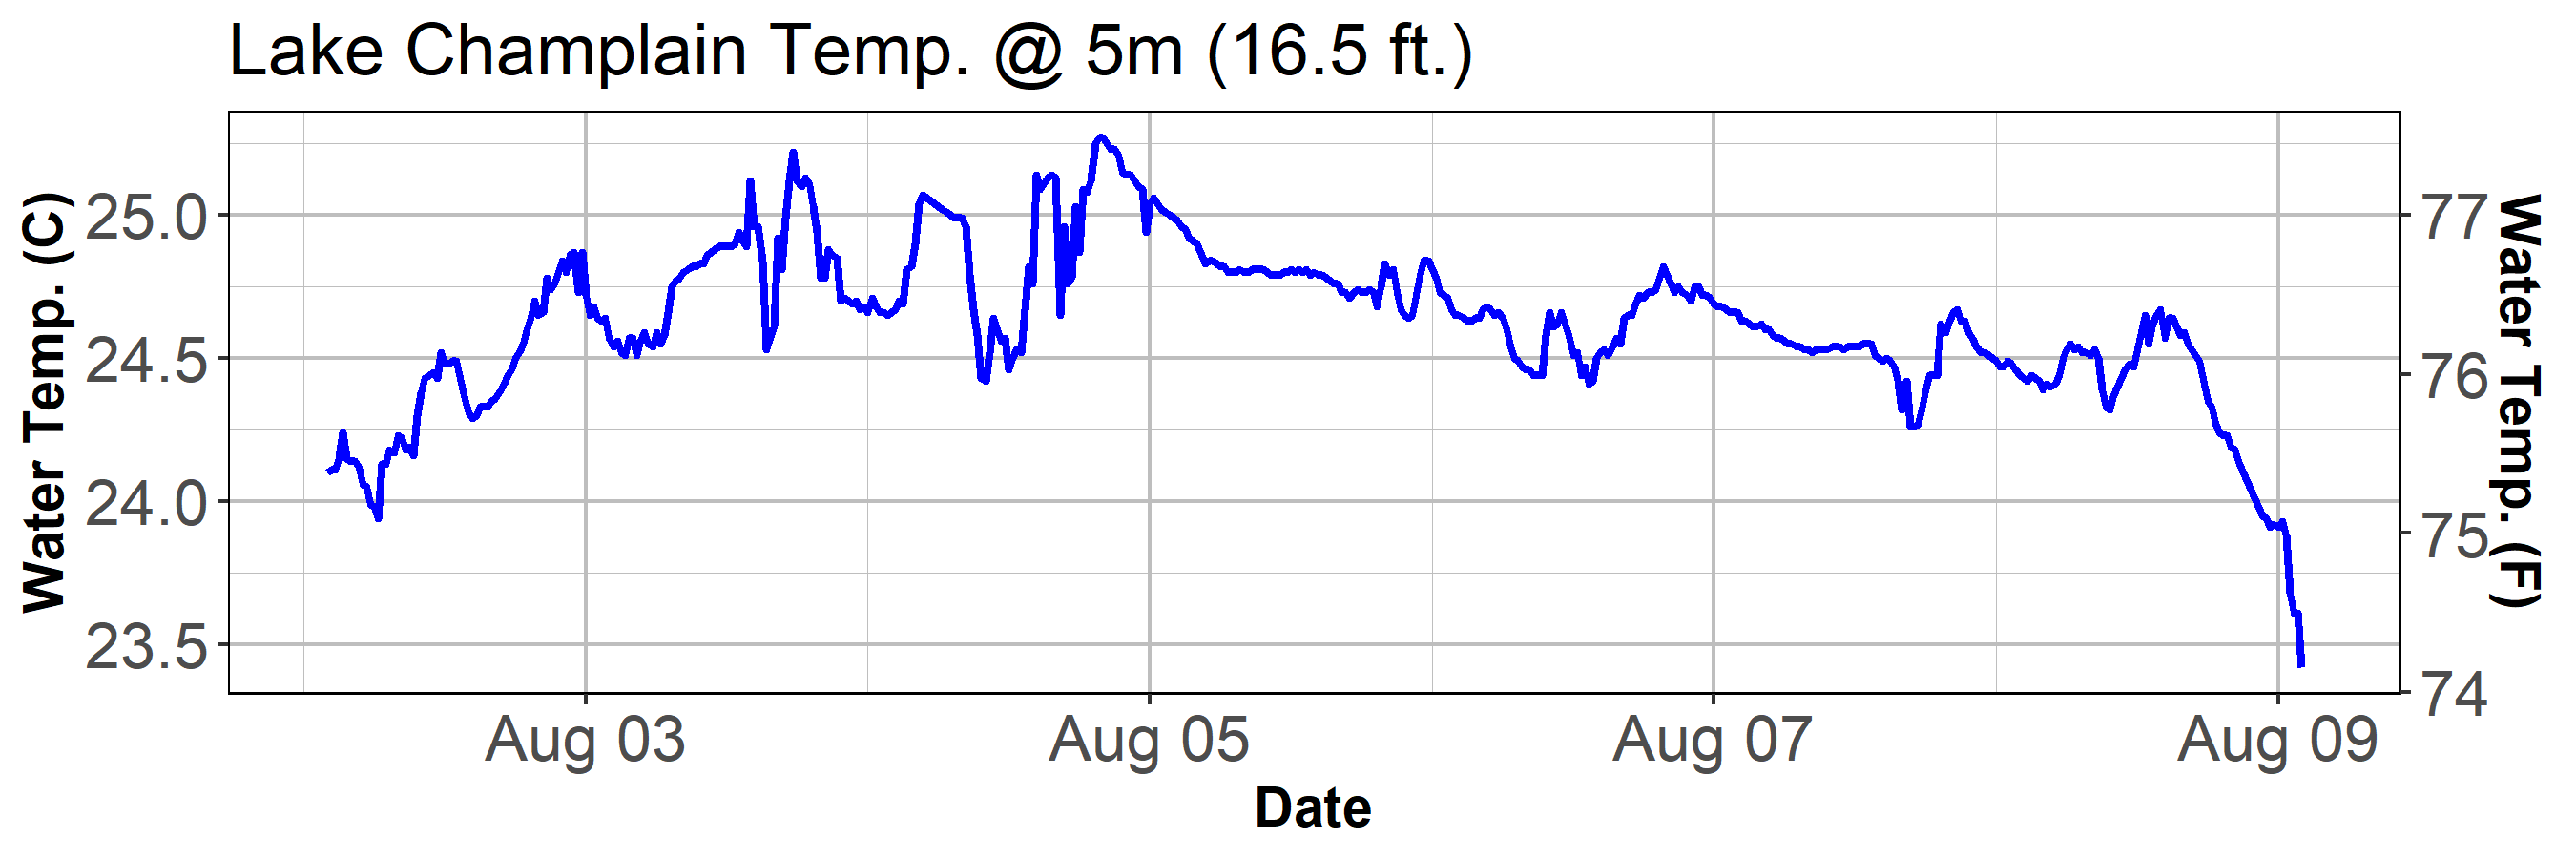 Lake Champlain Temp. @ 5m (16.5 ft.)
Water Temp. (C)
25.0
24.5
24.0
23.5
77
76
75
74
Water Temp. (F)
Aug 03
Aug 05
Aug 07
Aug 09
Date